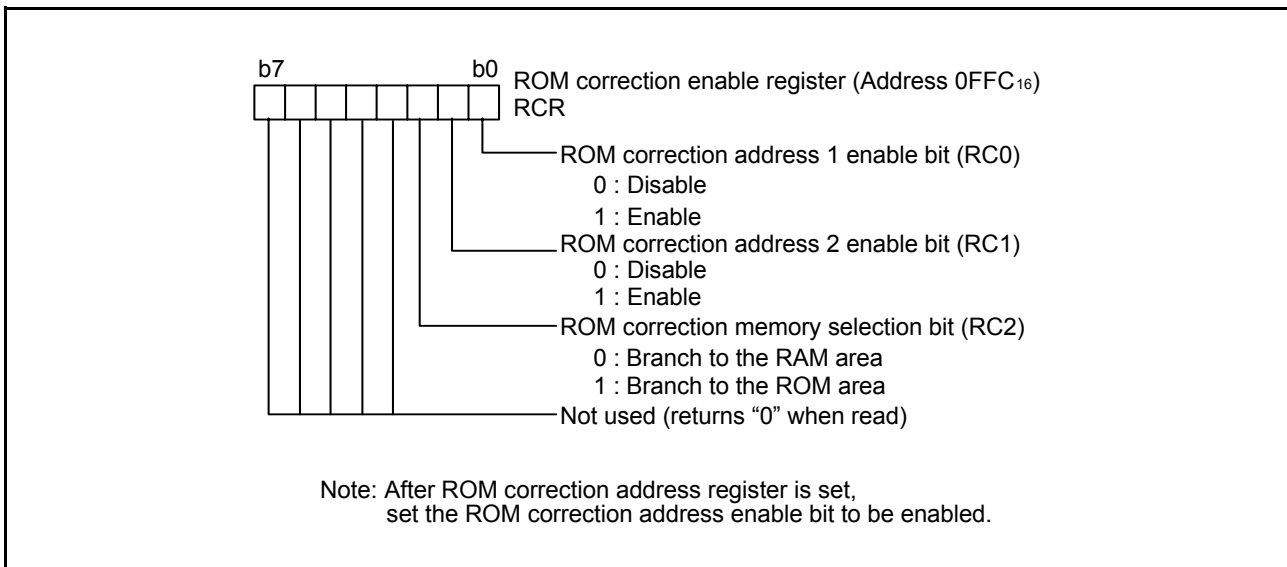 b7 b0
ROM correction enable register (Address 0FFC₁₆)
RCR
ROM correction address 1 enable bit (RC0)
0 : Disable
1 : Enable
ROM correction address 2 enable bit (RC1)
0 : Disable
1 : Enable
ROM correction memory selection bit (RC2)
0 : Branch to the RAM area
1 : Branch to the ROM area
Not used (returns “0” when read)
Note: After ROM correction address register is set,
set the ROM correction address enable bit to be enabled.